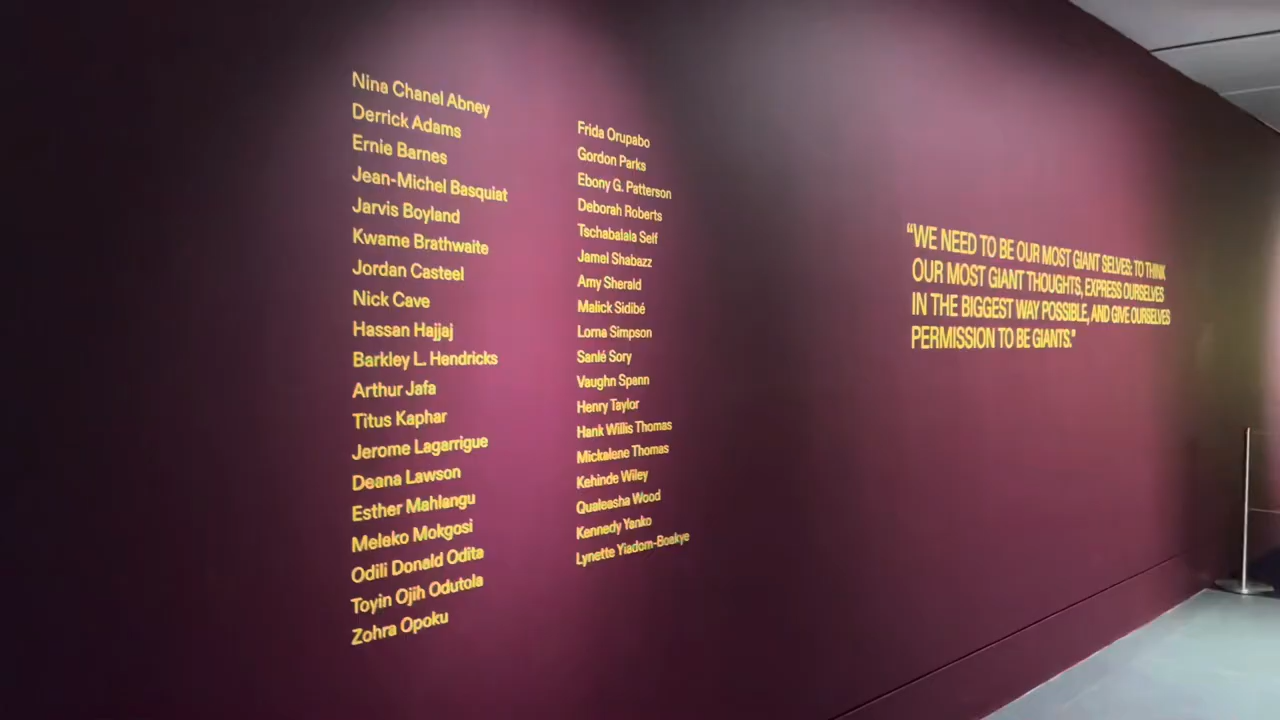 Nina Chanel Abney
Derrick Adams
Ernie Barnes
Jean-Michel Basquiat
Jarvis Boyland
Kwame Brathwaite
Jordan Casteel
Nick Cave
Hassan Hajjaj
Barkley L. Hendricks
Arthur Jafa
Titus Kaphar
Jerome Lagarrigue
Deana Lawson
Esther Mahlangu
Meleko Mokgosi
Odili Donald Odita
Toyin Ojih Odutola
Zohra Opoku
Frida Orupabo
Gordon Parks
Ebony G. Patterson
Deborah Roberts
Tschabalala Self
Jamel Shabazz
Amy Sherald
Malick Sidibé
Lorna Simpson
Sanlé Sory
Vaughn Spann
Henry Taylor
Hank Willis Thomas
Mickalene Thomas
Kehinde Wiley
Qualeasha Wood
Kennedy Yanko
Lynette Yiadom-Boakye
“WE NEED TO BE OUR MOST GIANT SELVES: TO THINK
OUR MOST GIANT THOUGHTS, EXPRESS OURSELVES
IN THE BIGGEST WAY POSSIBLE, AND GIVE OURSELVES
PERMISSION TO BE GIANTS.”